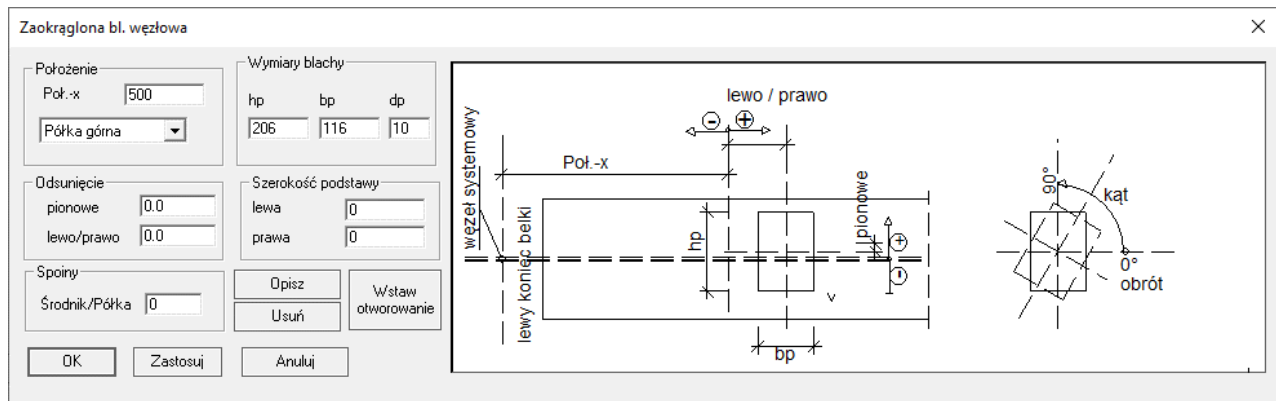 Zaokrąglona bl. węzłowa
Położenie
Poł.-x 500
Półka górna
Wymiary blachy
hp bp dp
206 116 10
Odsunięcie
pionowe 0.0
lewo/prawo 0.0
Szerokość podstawy
lewa 0
prawa 0
Spoiny
Środnik/Półka 0
Opisz
Usuń
Wstaw
otworowanie
OK Zastosuj Anuluj
lewo / prawo
Poł.-x
węzeł systemowy
lewy koniec belki
hp
bp
pionowe
v
90°
kąt
0°
obrót